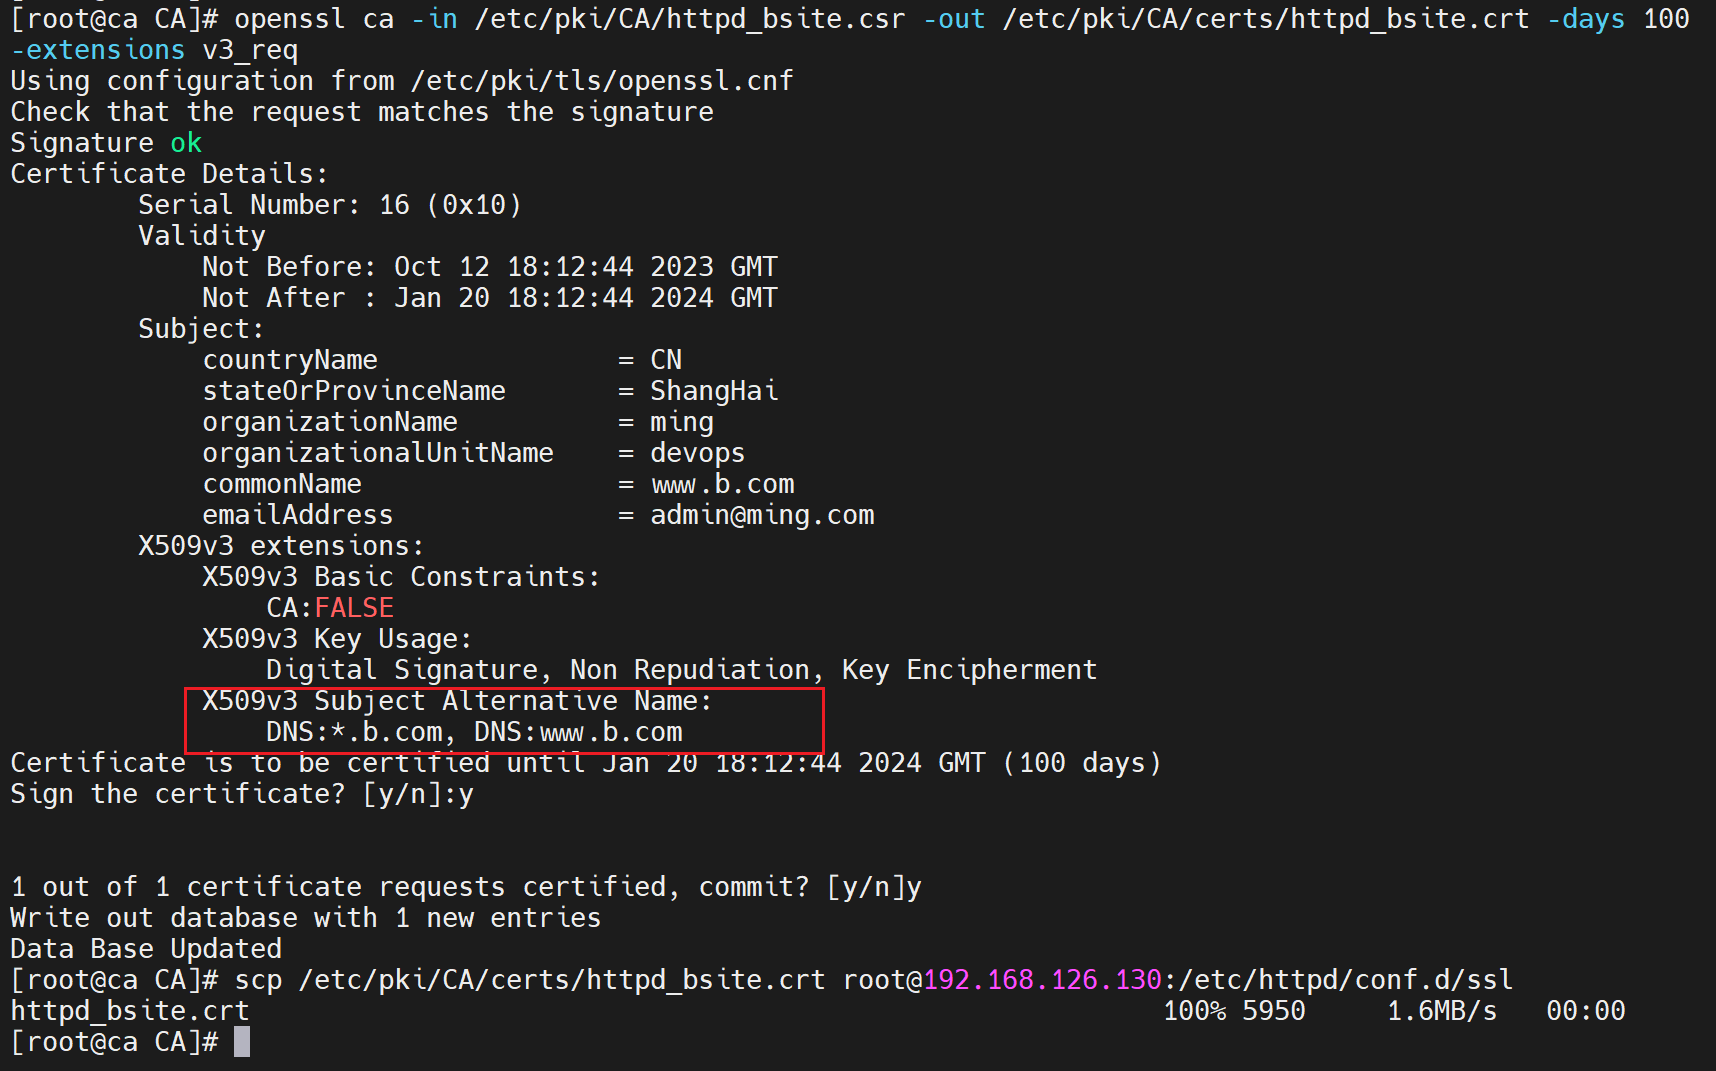 [root@ca CA]# openssl ca -in /etc/pki/CA/httpd_bsite.csr -out /etc/pki/CA/certs/httpd_bsite.crt -days 100
-extensions v3_req
Using configuration from /etc/pki/tls/openssl.cnf
Check that the request matches the signature
Signature ok
Certificate Details:
        Serial Number: 16 (0x10)
        Validity
            Not Before: Oct 12 18:12:44 2023 GMT
            Not After : Jan 20 18:12:44 2024 GMT
        Subject:
            countryName               = CN
            stateOrProvinceName       = ShangHai
            organizationName          = ming
            organizationalUnitName    = devops
            commonName                = www.b.com
            emailAddress              = admin@ming.com
        X509v3 extensions:
            X509v3 Basic Constraints:
                CA:FALSE
            X509v3 Key Usage:
                Digital Signature, Non Repudiation, Key Encipherment
            X509v3 Subject Alternative Name:
                DNS:*.b.com, DNS:www.b.com
Certificate is to be certified until Jan 20 18:12:44 2024 GMT (100 days)
Sign the certificate? [y/n]:y
1 out of 1 certificate requests certified, commit? [y/n]y
Write out database with 1 new entries
Data Base Updated
[root@ca CA]# scp /etc/pki/CA/certs/httpd_bsite.crt root@192.168.126.130:/etc/httpd/conf.d/ssl
httpd_bsite.crt                                                         100% 5950     1.6MB/s   00:00
[root@ca CA]#